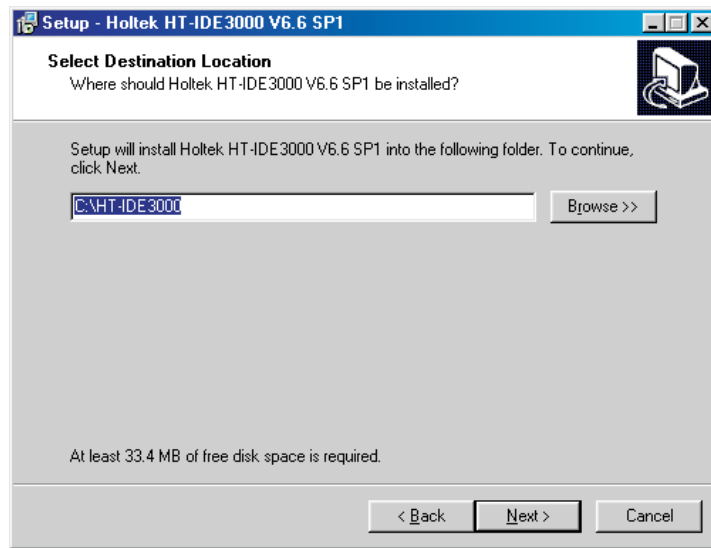 Setup - Holtek HT-IDE3000 V6.6 SP1
Select Destination Location
Where should Holtek HT-IDE3000 V6.6 SP1 be installed?
Setup will install Holtek HT-IDE3000 V6.6 SP1 into the following folder. To continue,
click Next.
C:\HT-IDE3000
Browse >>
At least 33.4 MB of free disk space is required.
< Back
Next >
Cancel